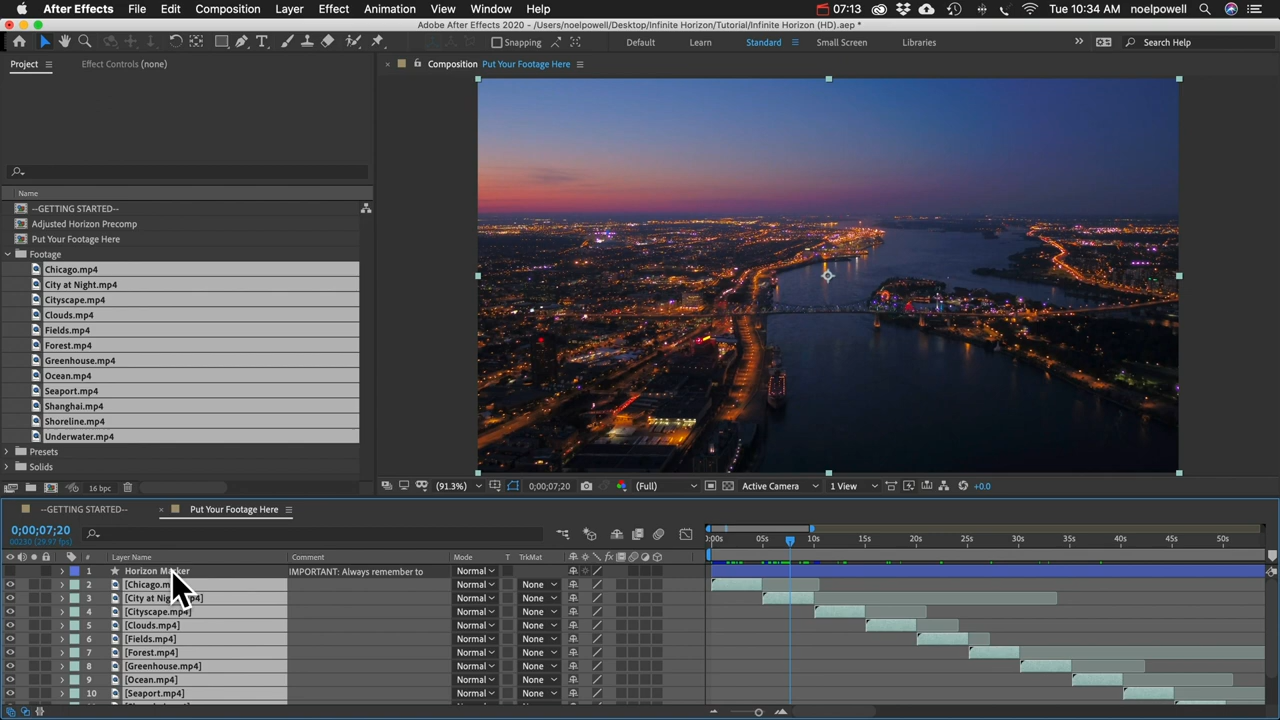 After Effects File Edit Composition Layer Effect Animation View Window Help 07:13 Tue 10:34 AM noelpowell
Adobe After Effects 2020 - /Users/noelpowell/Desktop/Infinite Horizon/Tutorial/Infinite Horizon (HD).aep *
Snapping Default Learn Standard Small Screen Libraries Search Help
Project Effect Controls (none) Composition Put Your Footage Here
Name
--GETTING STARTED--
Adjusted Horizon Precomp
Put Your Footage Here
Footage
Chicago.mp4
City at Night.mp4
Cityscape.mp4
Clouds.mp4
Fields.mp4
Forest.mp4
Greenhouse.mp4
Ocean.mp4
Seaport.mp4
Shanghai.mp4
Shoreline.mp4
Underwater.mp4
Presets
Solids
16 bpc (91.3%) 0;00;07;20 (Full) Active Camera 1 View +0.0
--GETTING STARTED-- Put Your Footage Here
0;00;07;20
00230 (29.97 fps)
:00s 05s 10s 15s 20s 25s 30s 35s 40s 45s 50s
# Layer Name Comment Mode T TrkMat
1 Horizon Marker IMPORTANT: Always remember to Normal
2 [Chicago.m Normal None
3 [City at Nig mp4] Normal None
4 [Cityscape.mp4] Normal None
5 [Clouds.mp4] Normal None
6 [Fields.mp4] Normal None
7 [Forest.mp4] Normal None
8 [Greenhouse.mp4] Normal None
9 [Ocean.mp4] Normal None
10 [Seaport.mp4] Normal None